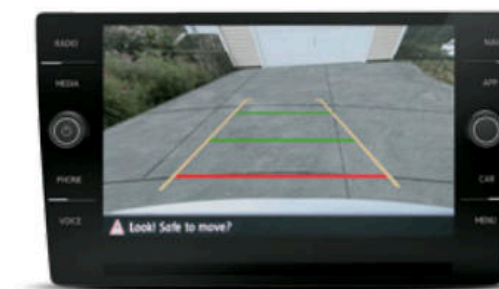 RADIO
MEDIA
PHONE
VOICE
CAR
MENU
Look! Safe to move?